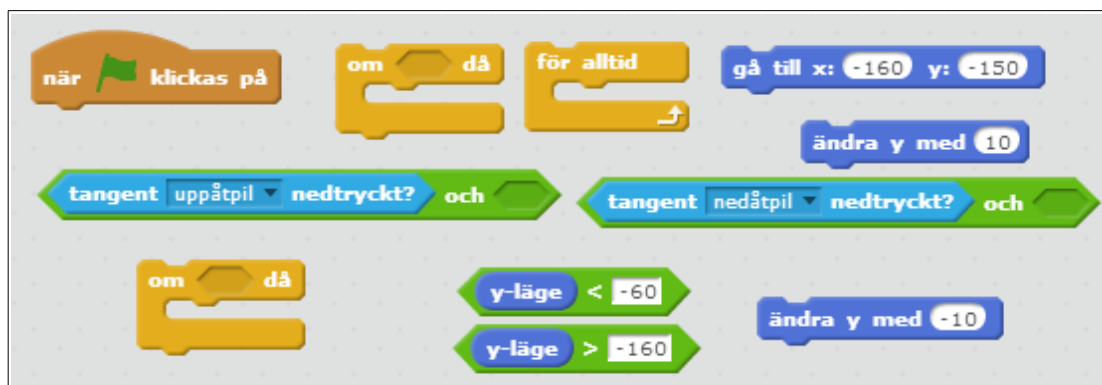 när klickas på
om då
för alltid
gå till x: -160 y: -150
ändra y med 10
tangent uppåtpil nedtryckt? och
tangent nedåtpil nedtryckt? och
om då
y-läge < -60
ändra y med -10
y-läge > -160